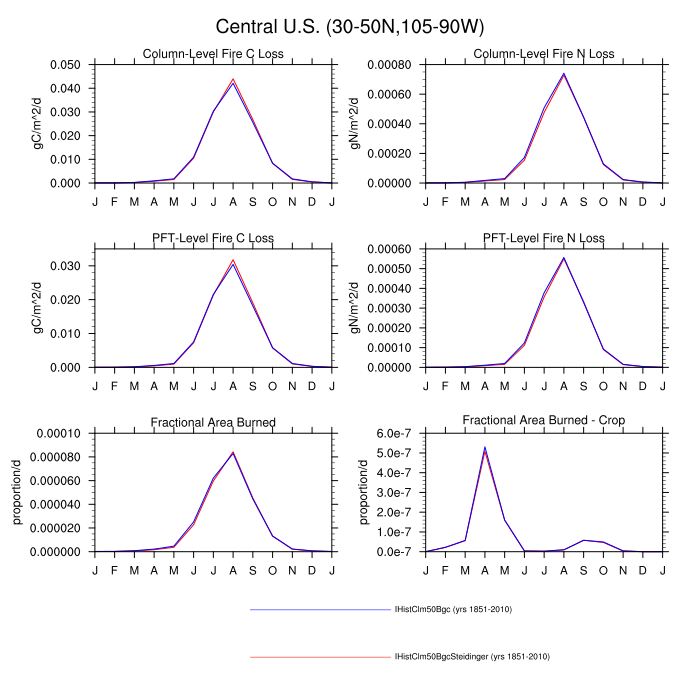 Central U.S. (30-50N,105-90W)
Column-Level Fire C Loss
gC/m^2/d
0.050
0.040
0.030
0.020
0.010
0.000
J F M A M J J A S O N D J
Column-Level Fire N Loss
gN/m^2/d
0.00080
0.00060
0.00040
0.00020
0.00000
J F M A M J J A S O N D J
PFT-Level Fire C Loss
gC/m^2/d
0.030
0.020
0.010
0.000
J F M A M J J A S O N D J
PFT-Level Fire N Loss
gN/m^2/d
0.00060
0.00050
0.00040
0.00030
0.00020
0.00010
0.00000
J F M A M J J A S O N D J
Fractional Area Burned
proportion/d
0.00010
0.000080
0.000060
0.000040
0.000020
0.000000
J F M A M J J A S O N D J
Fractional Area Burned - Crop
proportion/d
6.0e-7
5.0e-7
4.0e-7
3.0e-7
2.0e-7
1.0e-7
0.0e-7
J F M A M J J A S O N D J
IHistClm50Bgc (yrs 1851-2010)
IHistClm50BgcSteidinger (yrs 1851-2010)